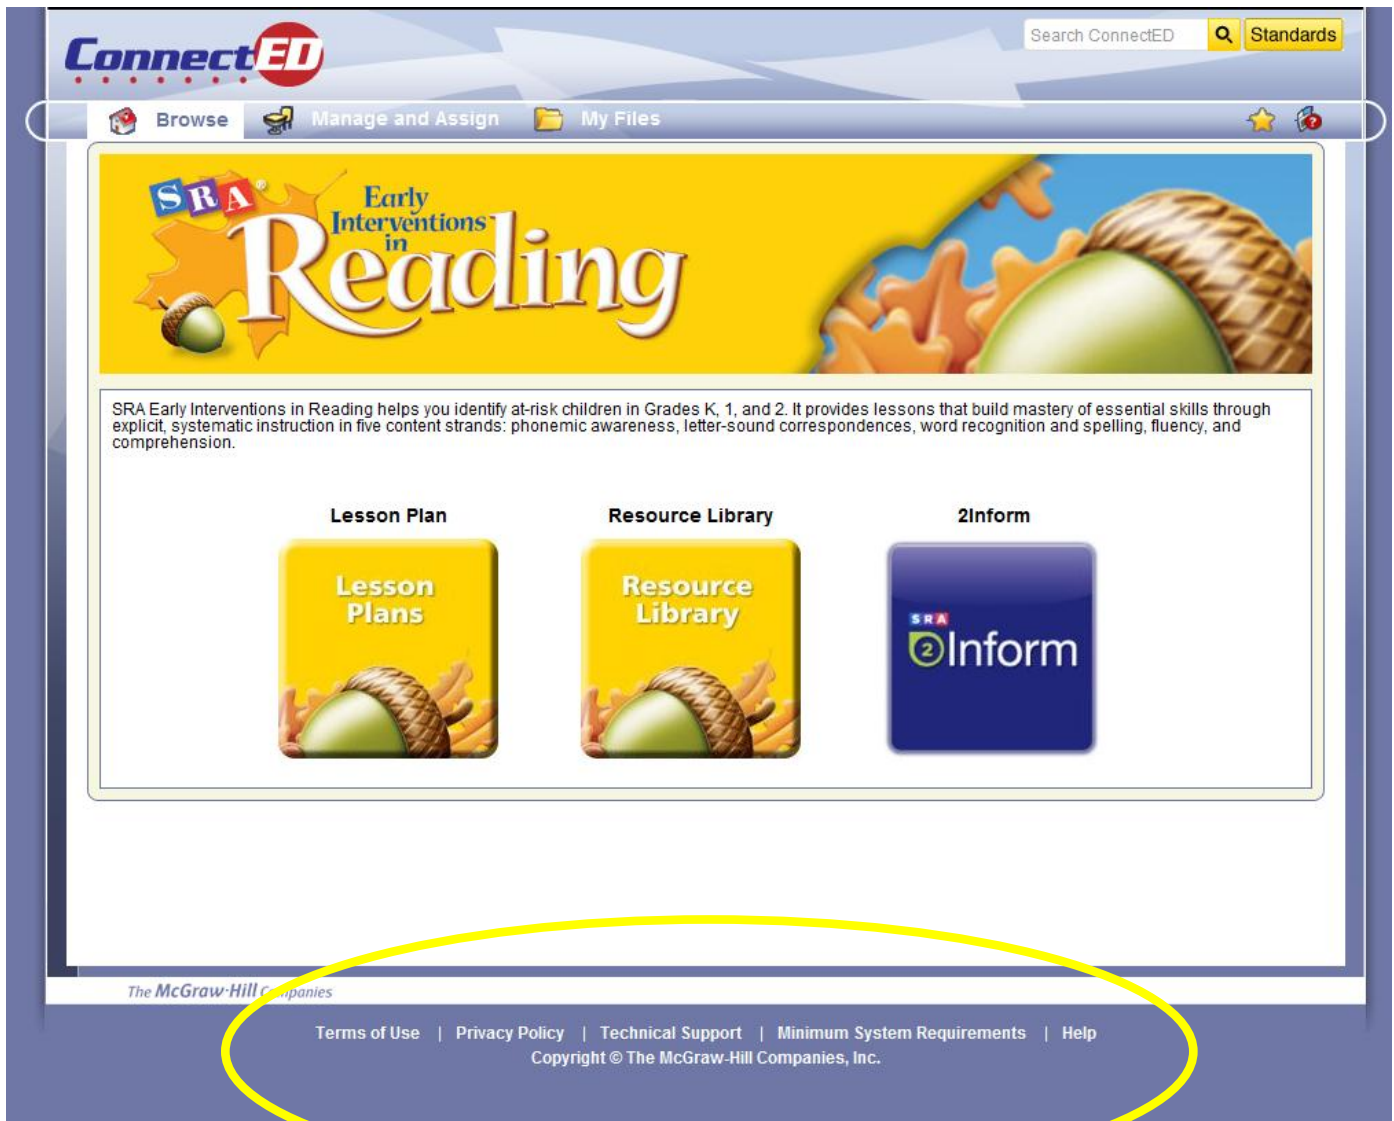 ConnectED
Search ConnectED Standards
Browse Manage and Assign My Files
SRA®
Early
Interventions
in
Reading
SRA Early Interventions in Reading helps you identify at-risk children in Grades K, 1, and 2. It provides lessons that build mastery of essential skills through
explicit, systematic instruction in five content strands: phonemic awareness, letter-sound correspondences, word recognition and spelling, fluency, and
comprehension.
Lesson Plan Resource Library 2Inform
Lesson
Plans
Resource
Library
SRA
2Inform
The McGraw·Hill Companies
Terms of Use | Privacy Policy | Technical Support | Minimum System Requirements | Help
Copyright © The McGraw-Hill Companies, Inc.